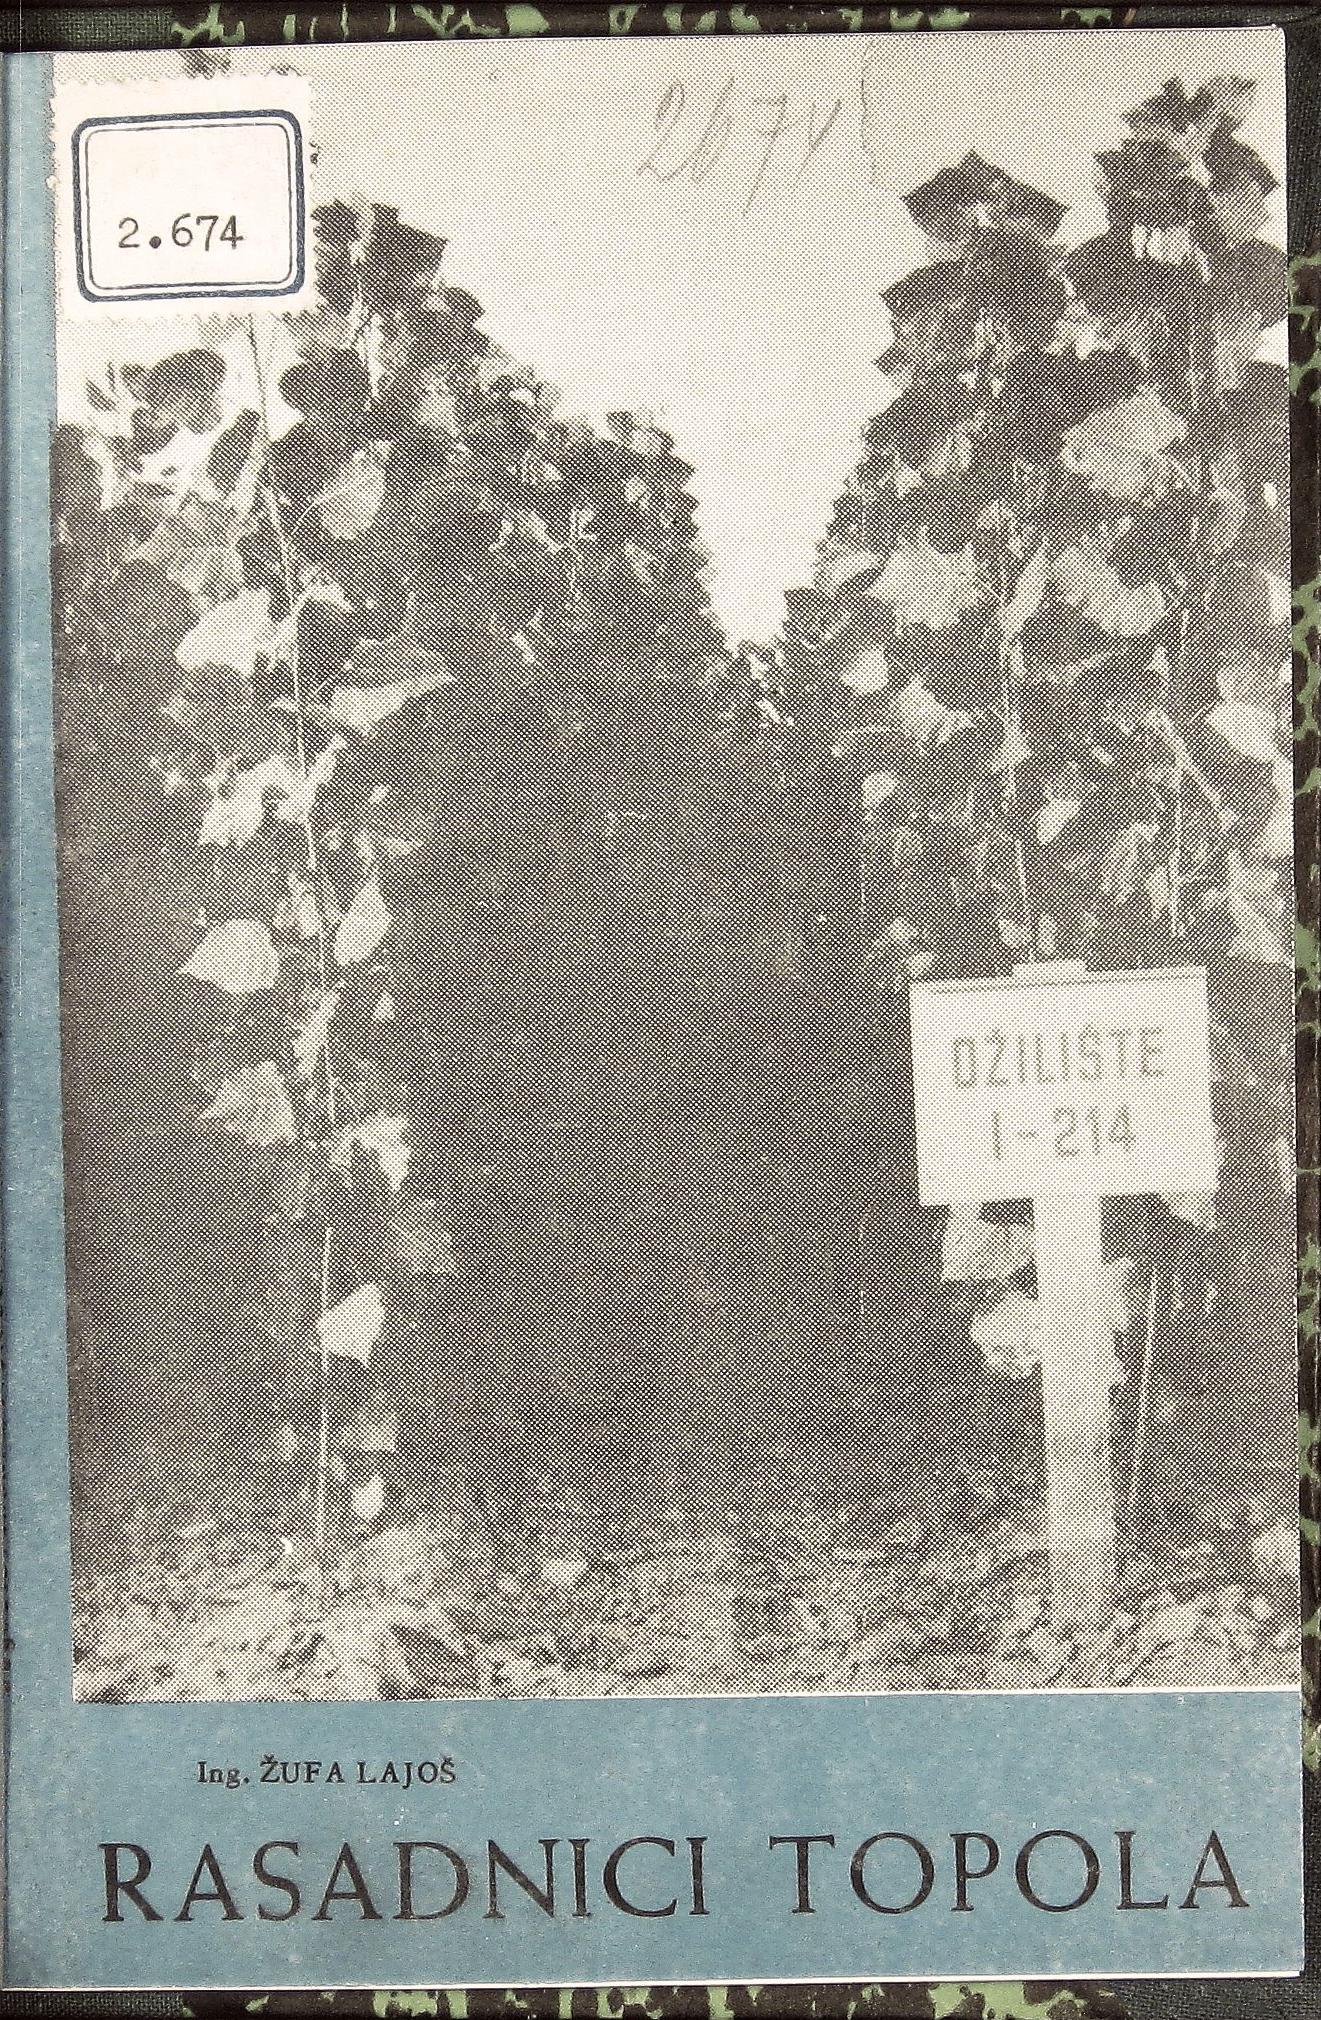 2.674
OŽILIŠTE
I-214
Ing. ŽUFA LAJOŠ
RASADNICI TOPOLA